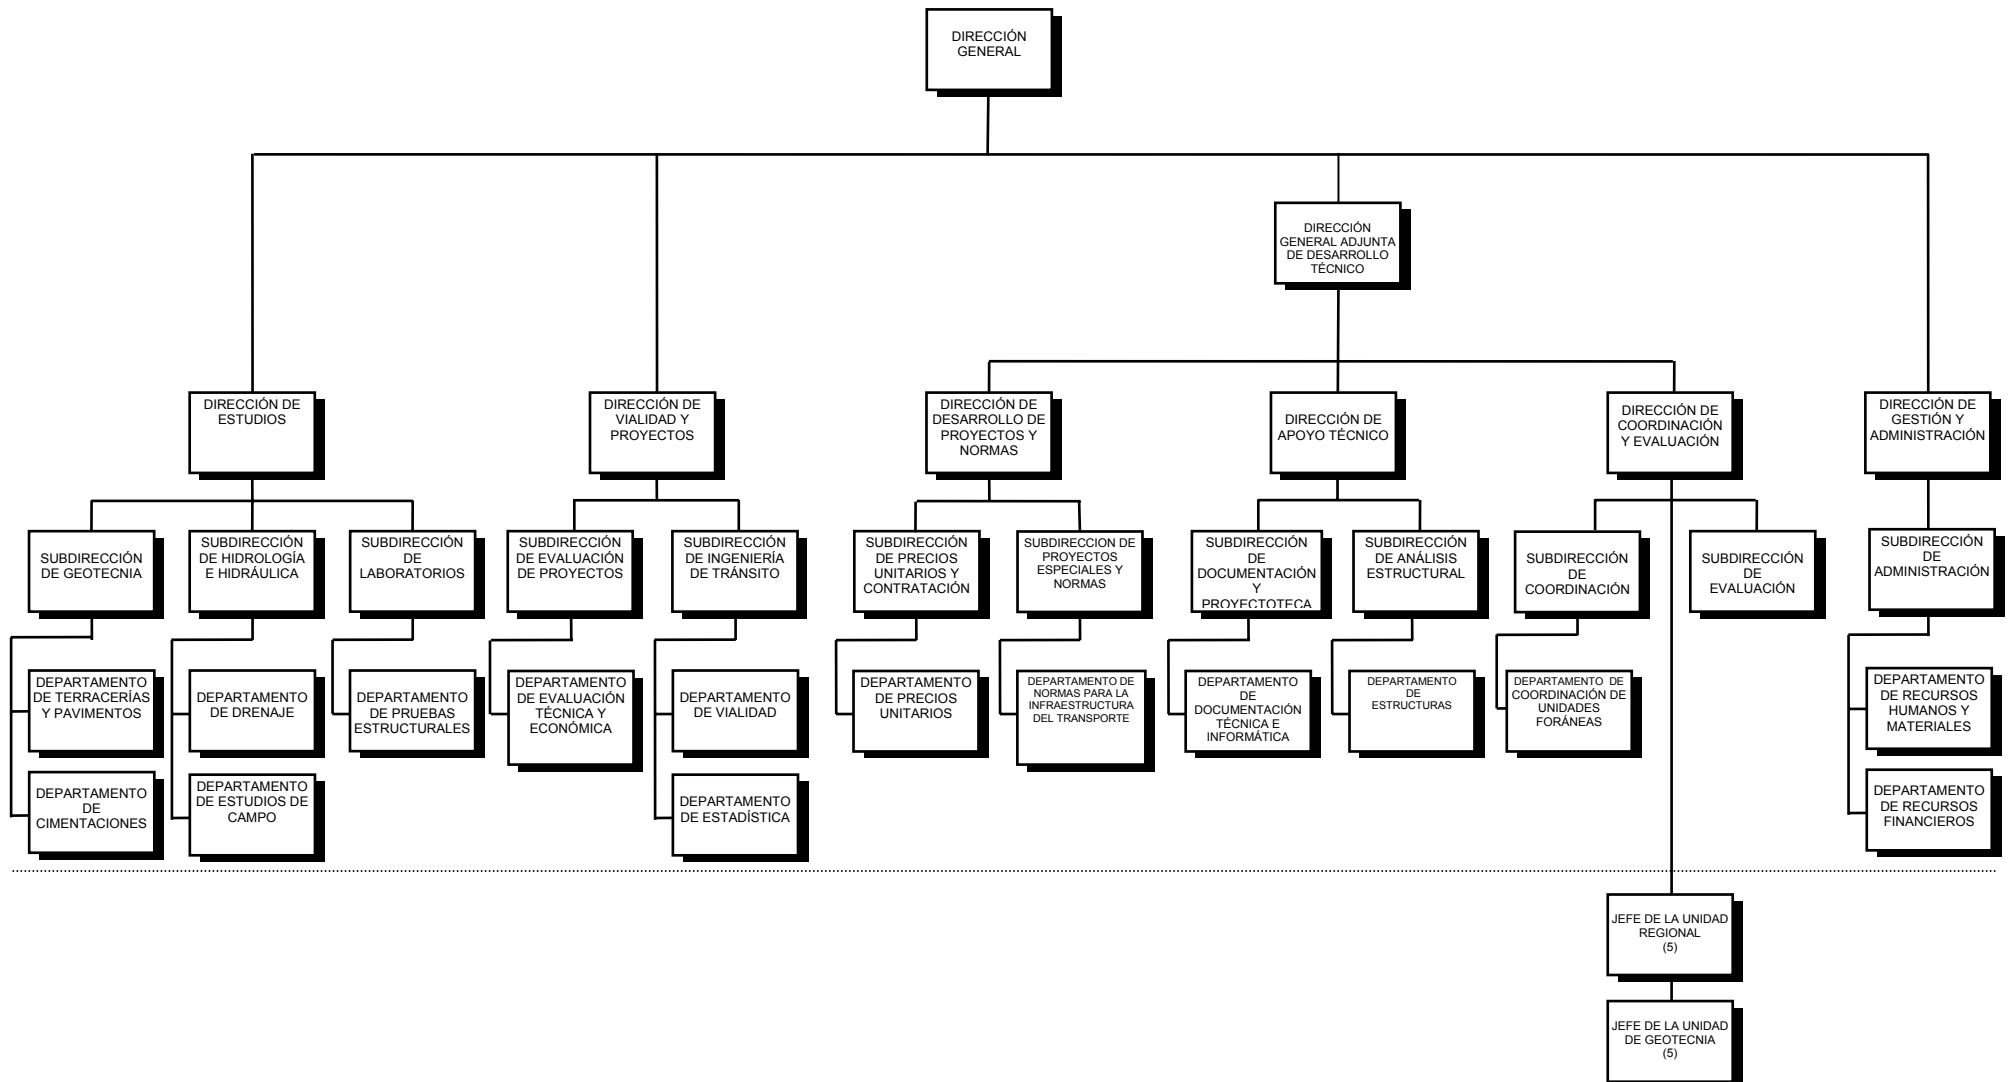 DIRECCIÓN
GENERAL
DIRECCIÓN
GENERAL ADJUNTA
DE DESARROLLO
TÉCNICO
DIRECCIÓN DE
ESTUDIOS
DIRECCIÓN DE
VIALIDAD Y
PROYECTOS
DIRECCIÓN DE
DESARROLLO DE
PROYECTOS Y
NORMAS
DIRECCIÓN DE
APOYO TÉCNICO
DIRECCIÓN DE
COORDINACIÓN
Y EVALUACIÓN
DIRECCIÓN DE
GESTIÓN Y
ADMINISTRACIÓN
SUBDIRECCIÓN
DE GEOTECNIA
SUBDIRECCIÓN
DE HIDROLOGÍA
E HIDRÁULICA
SUBDIRECCIÓN
DE
LABORATORIOS
SUBDIRECCIÓN
DE EVALUACIÓN
DE PROYECTOS
SUBDIRECCIÓN
DE INGENIERÍA
DE TRÁNSITO
SUBDIRECCIÓN
DE PRECIOS
UNITARIOS Y
CONTRATACIÓN
SUBDIRECCION DE
PROYECTOS
ESPECIALES Y
NORMAS
SUBDIRECCIÓN
DE
DOCUMENTACIÓN
Y
PROYECTOTECA
SUBDIRECCIÓN
DE ANÁLISIS
ESTRUCTURAL
SUBDIRECCIÓN
DE
COORDINACIÓN
SUBDIRECCIÓN
DE
EVALUACIÓN
SUBDIRECCIÓN
DE
ADMINISTRACIÓN
DEPARTAMENTO
DE TERRACERÍAS
Y PAVIMENTOS
DEPARTAMENTO
DE DRENAJE
DEPARTAMENTO
DE PRUEBAS
ESTRUCTURALES
DEPARTAMENTO
DE EVALUACIÓN
TÉCNICA Y
ECONÓMICA
DEPARTAMENTO
DE VIALIDAD
DEPARTAMENTO
DE PRECIOS
UNITARIOS
DEPARTAMENTO DE
NORMAS PARA LA
INFRAESTRUCTURA
DEL TRANSPORTE
DEPARTAMENTO
DE
DOCUMENTACIÓN
TÉCNICA E
INFORMÁTICA
DEPARTAMENTO
DE
ESTRUCTURAS
DEPARTAMENTO DE
COORDINACIÓN DE
UNIDADES
FORÁNEAS
DEPARTAMENTO
DE RECURSOS
HUMANOS Y
MATERIALES
DEPARTAMENTO
DE
CIMENTACIONES
DEPARTAMENTO
DE ESTUDIOS DE
CAMPO
DEPARTAMENTO
DE ESTADÍSTICA
DEPARTAMENTO
DE RECURSOS
FINANCIEROS
JEFE DE LA UNIDAD
REGIONAL
(5)
JEFE DE LA UNIDAD
DE GEOTECNIA
(5)